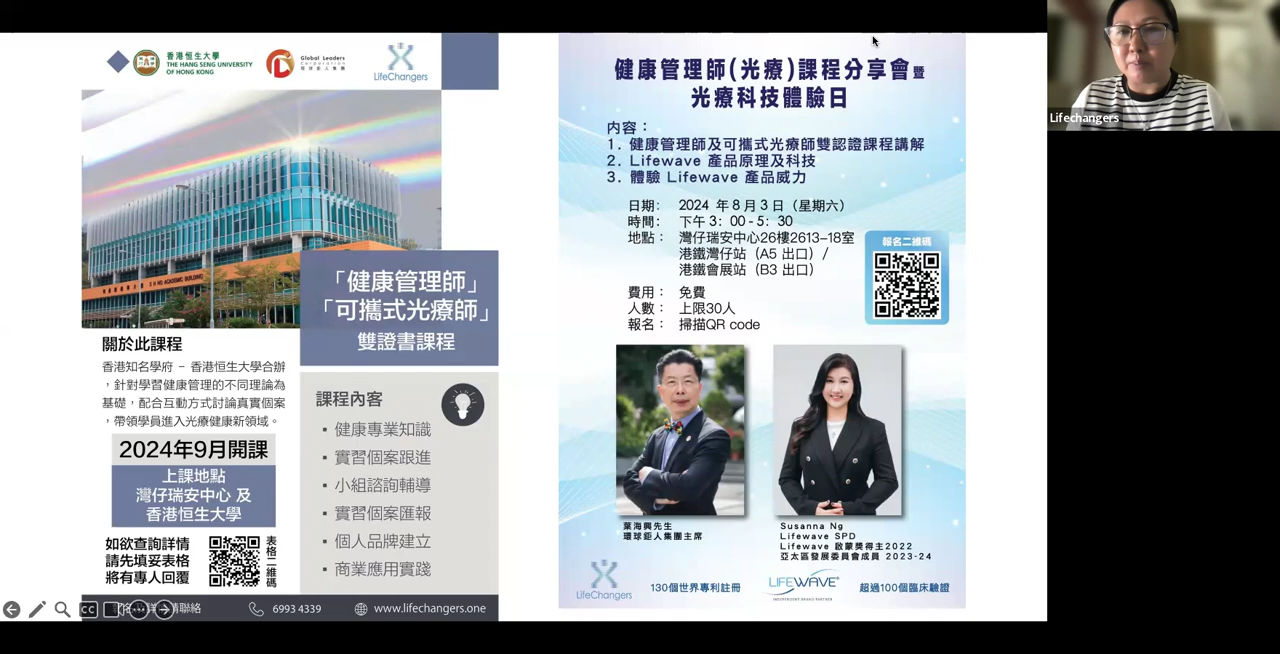 香港恒生大學
THE HANG SENG UNIVERSITY
OF HONG KONG
Global Leaders
Corporation
環球鉅人集團
LifeChangers
「健康管理師」
「可攜式光療師」
雙證書課程
關於此課程
香港知名學府 – 香港恒生大學合辦
，針對學習健康管理的不同理論為
基礎，配合互動方式討論真實個案
，帶領學員進入光療健康新領域。
2024年9月開課
上課地點
灣仔瑞安中心 及
香港恒生大學
如欲查詢詳情
請先填妥表格
將有專人回覆
表格二維碼
課程內容
▪ 健康專業知識
▪ 實習個案跟進
▪ 小組諮詢輔導
▪ 實習個案匯報
▪ 個人品牌建立
▪ 商業應用實踐
請聯絡
6993 4339
www.lifechangers.one
健康管理師(光療)課程分享會暨
光療科技體驗日
內容：
1. 健康管理師及可攜式光療師雙認證課程講解
2. Lifewave 產品原理及科技
3. 體驗 Lifewave 產品威力
日期： 2024 年 8 月 3 日（星期六）
時間： 下午 3：00 - 5：30
地點： 灣仔瑞安中心26樓2613-18室
港鐵灣仔站（A5 出口）/
港鐵會展站（B3 出口）
費用： 免費
人數： 上限30人
報名： 掃描QR code
報名二維碼
葉海興先生
環球鉅人集團主席
Susanna Ng
Lifewave SPD
Lifewave 啟蒙獎得主2022
亞太區發展委員會成員 2023-24
LifeChangers
130個世界專利註冊
LIFEWAVE
超過100個臨床驗證
Lifechangers